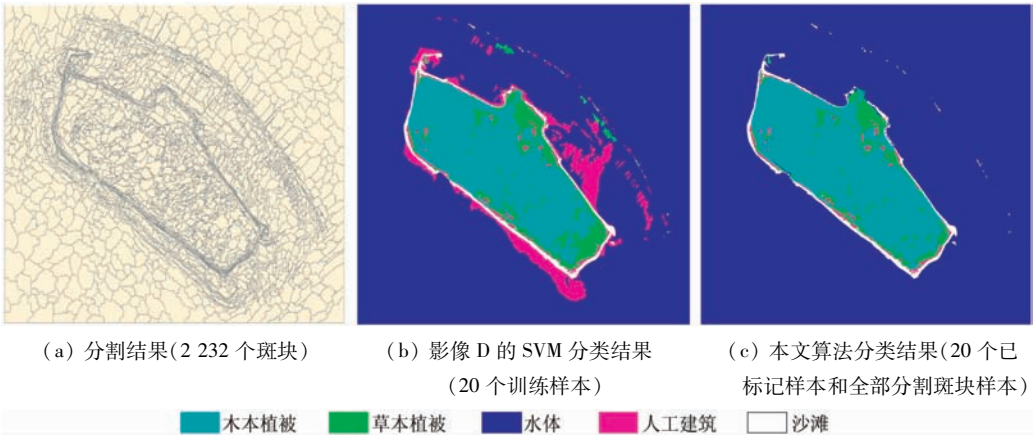 (a) 分割结果(2 232 个斑块)
(b) 影像 D 的 SVM 分类结果
(20 个训练样本)
(c) 本文算法分类结果(20 个已
标记样本和全部分割斑块样本)
木本植被 草本植被 水体 人工建筑 沙滩